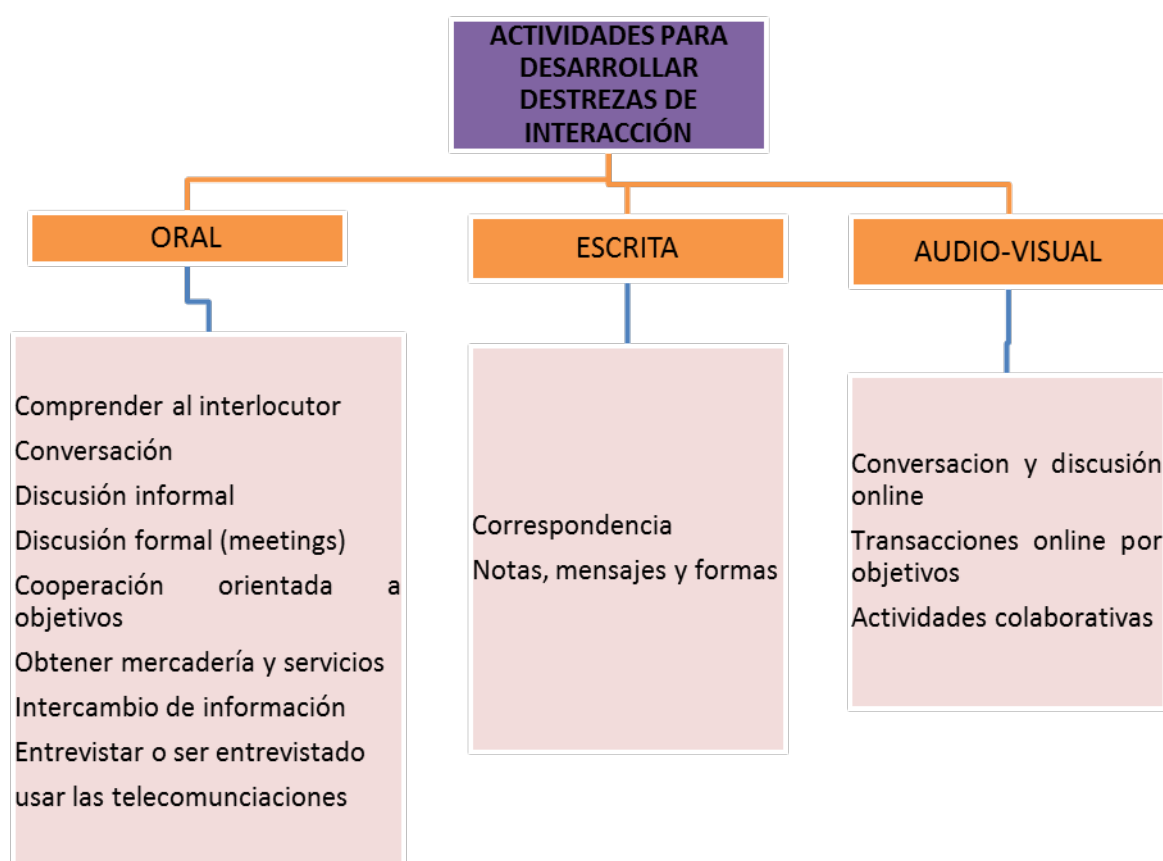 ACTIVIDADES PARA
DESARROLLAR
DESTREZAS DE
INTERACCIÓN
ORAL
Comprender al interlocutor
Conversación
Discusión informal
Discusión formal (meetings)
Cooperación orientada a
objetivos
Obtener mercadería y servicios
Intercambio de información
Entrevistar o ser entrevistado
usar las telecomunciaciones
ESCRITA
Correspondencia
Notas, mensajes y formas
AUDIO-VISUAL
Conversacion y discusión
online
Transacciones online por
objetivos
Actividades colaborativas